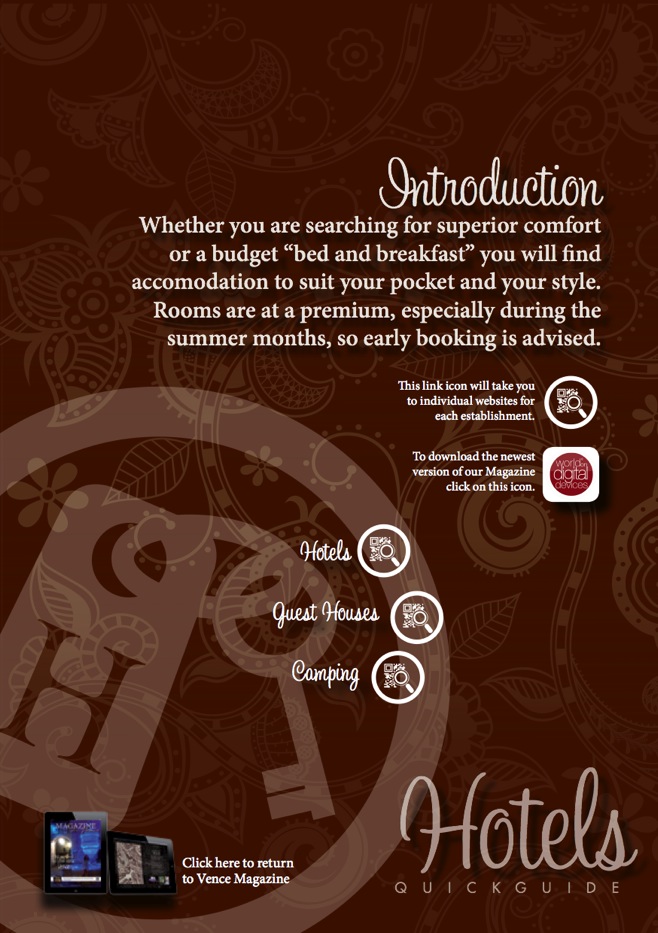 Introduction
Whether you are searching for superior comfort
or a budget “bed and breakfast” you will find
accomodation to suit your pocket and your style.
Rooms are at a premium, especially during the
summer months, so early booking is advised.
This link icon will take you
to individual websites for
each establishment.
To download the newest
version of our Magazine
click on this icon.
world on
digital
devices
Hotels
Guest Houses
Camping
MAGAZINE
Click here to return
to Vence Magazine
Hotels
QUICKGUIDE